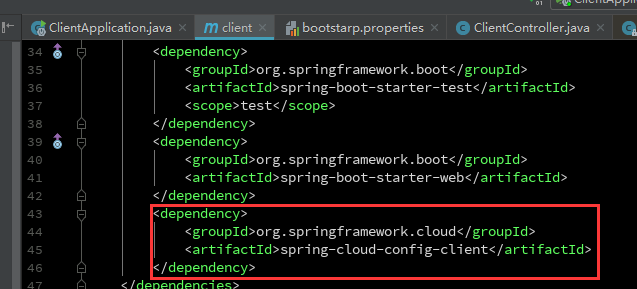 ClientApplication.java client bootstarp.properties ClientController.java
34 <dependency>
35 <groupId>org.springframework.boot</groupId>
36 <artifactId>spring-boot-starter-test</artifactId>
37 <scope>test</scope>
38 </dependency>
39 <dependency>
40 <groupId>org.springframework.boot</groupId>
41 <artifactId>spring-boot-starter-web</artifactId>
42 </dependency>
43 <dependency>
44 <groupId>org.springframework.cloud</groupId>
45 <artifactId>spring-cloud-config-client</artifactId>
46 </dependency>
47 </dependencies>